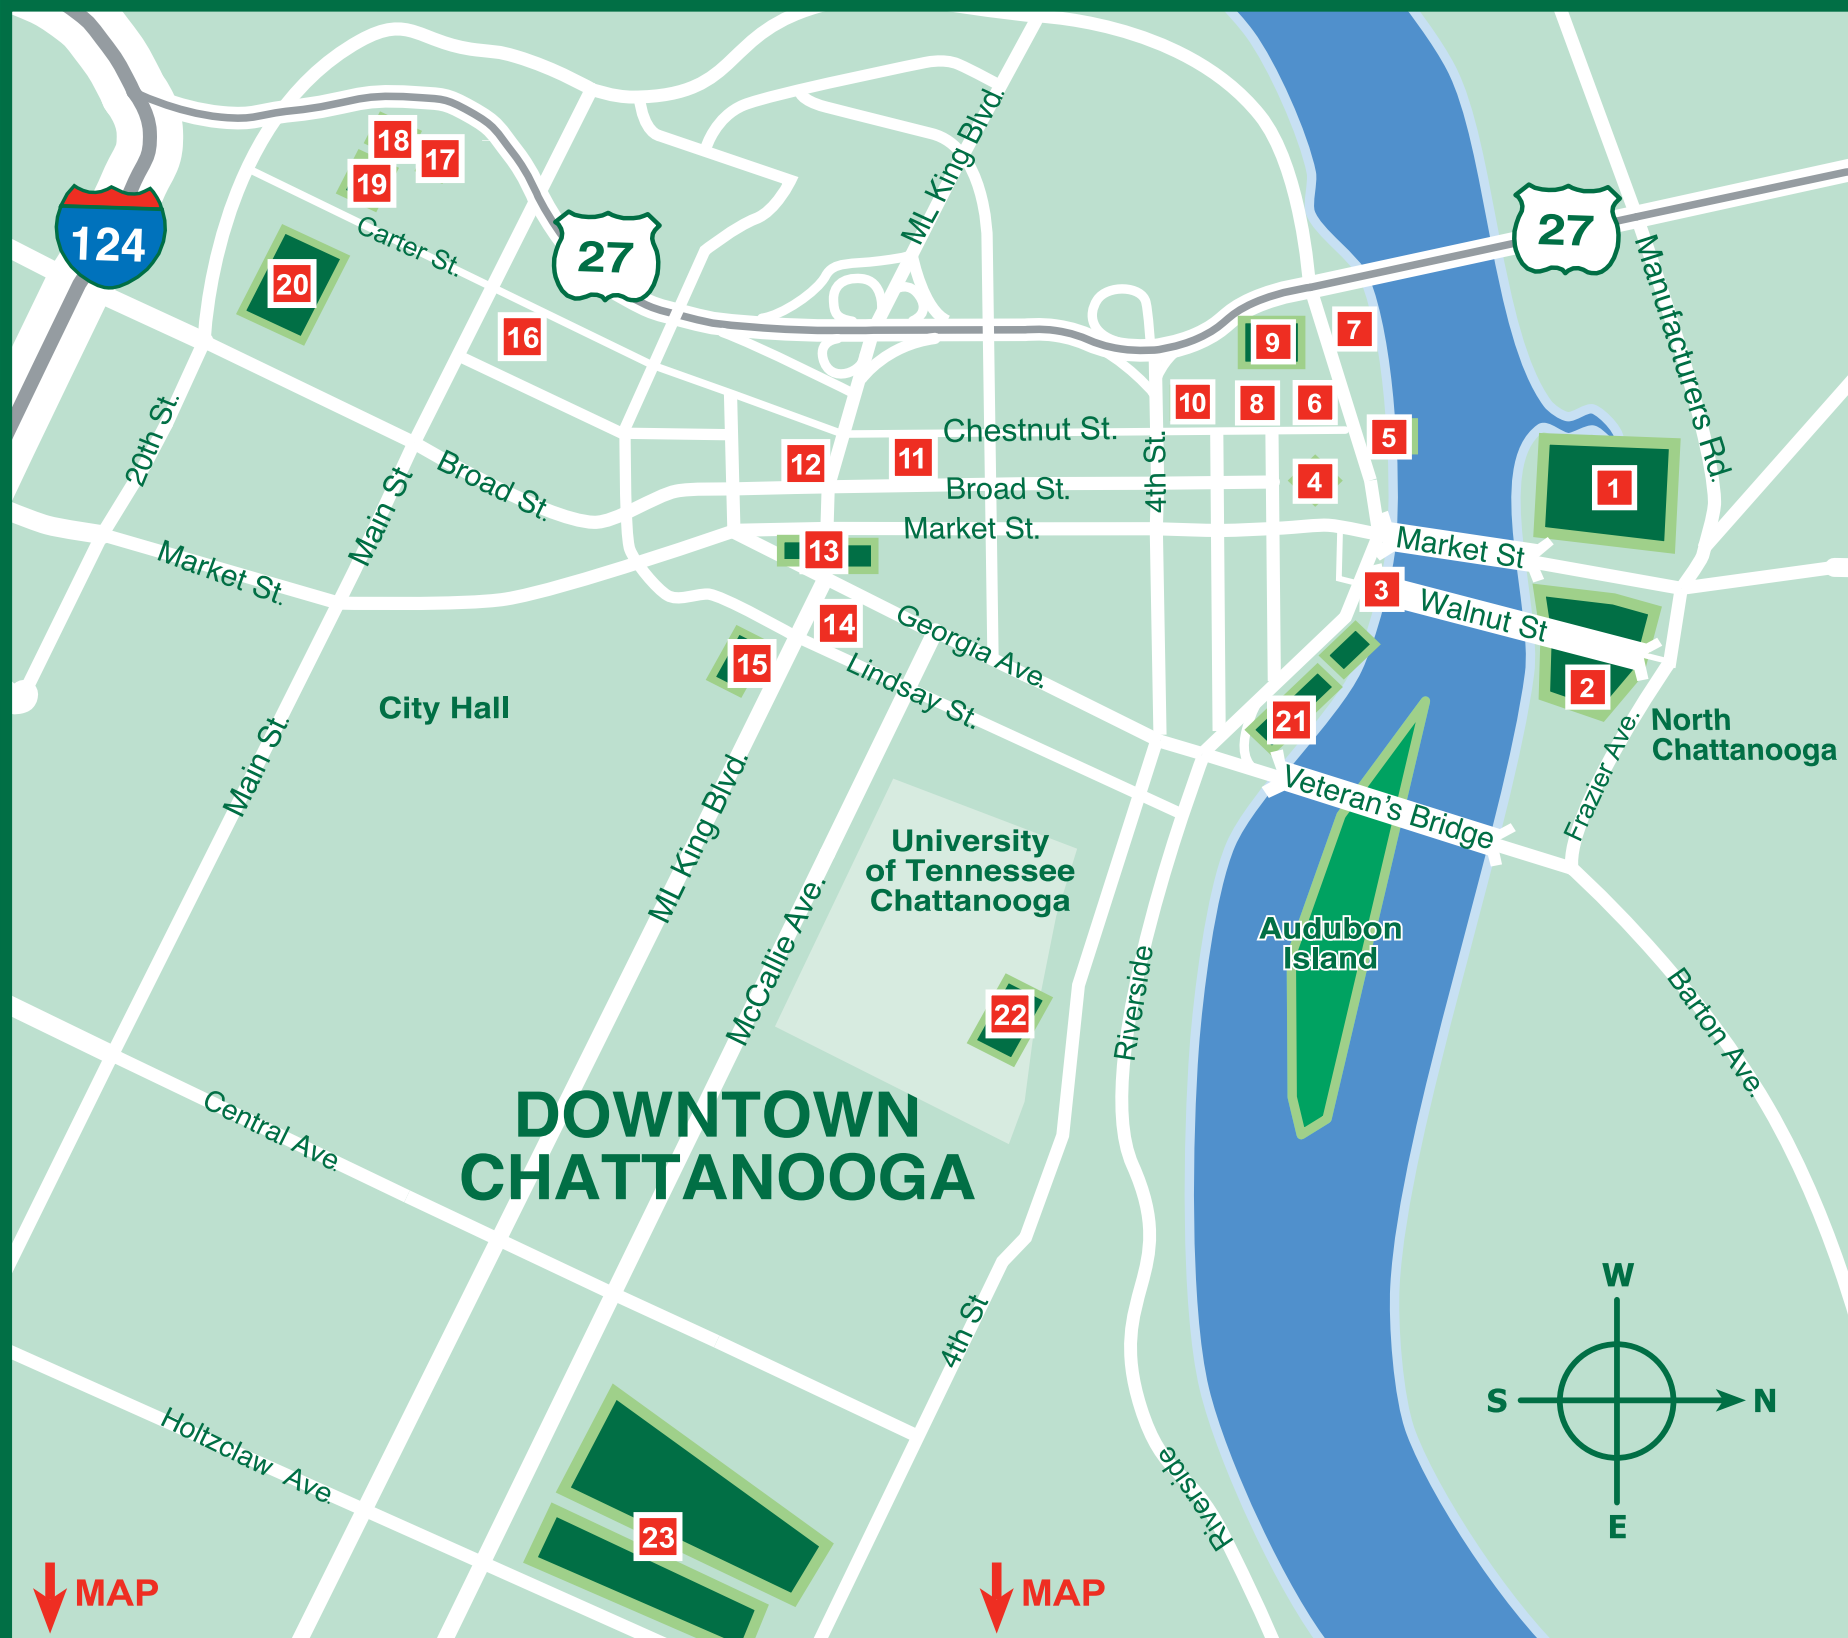 18
17
19
124
27
27
20
Carter St.
ML King Blvd.
Manufacturers Rd.
16
9
7
10
8
6
5
Chestnut St.
12
11
4
1
4th St.
Broad St.
Broad St.
20th St.
Main St
Market St.
13
Market St
Market St.
3
Walnut St
14
Georgia Ave.
15
Lindsay St.
2
City Hall
21
North
Chattanooga
Frazier Ave.
Main St.
ML King Blvd.
Veteran's Bridge
University
of Tennessee
Chattanooga
McCallie Ave.
Audubon
Island
Riverside
22
Barton Ave.
DOWNTOWN
CHATTANOOGA
Central Ave.
4th St
W
S
N
E
Holtzclaw Ave.
Riverside
23
MAP
MAP